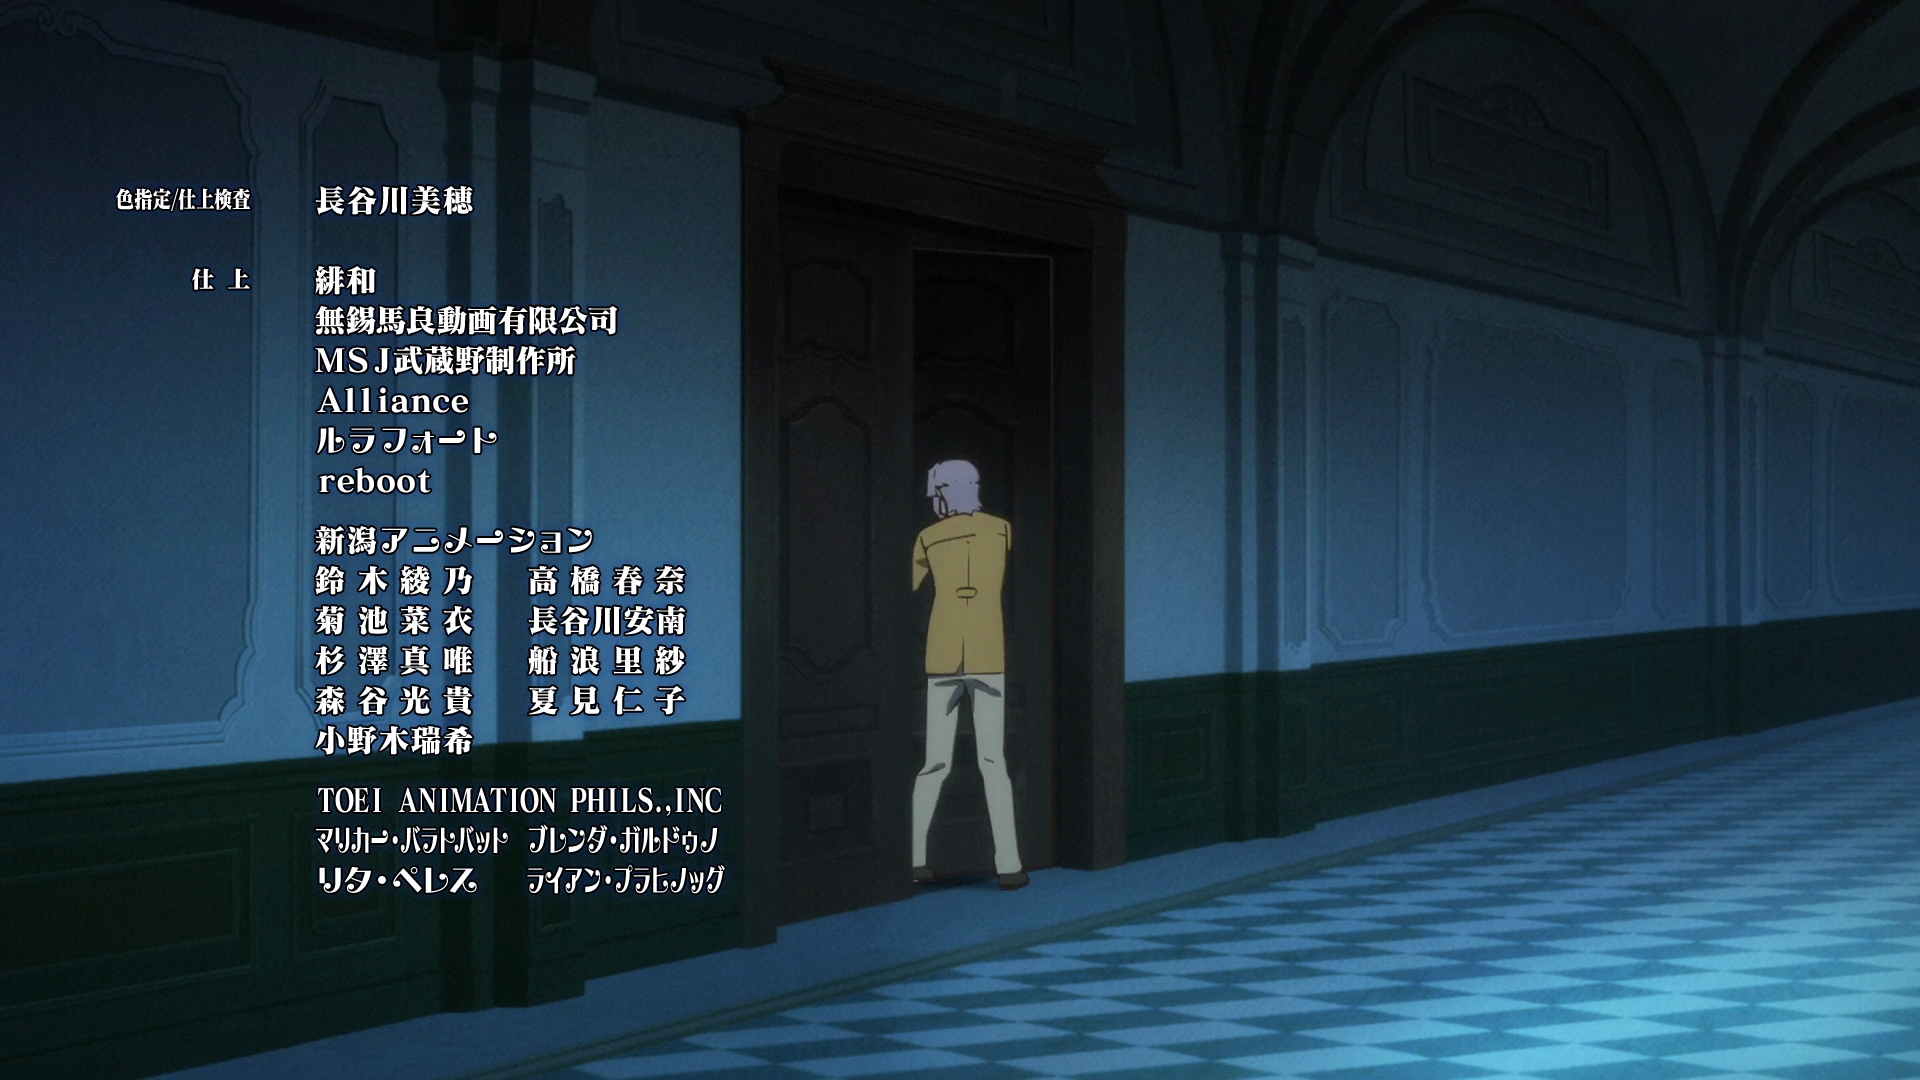 色指定/仕上検査 長谷川美穂
仕上 緋和
無錫馬良動画有限公司
MSJ武蔵野制作所
Alliance
ルラフォート
reboot
新潟アニメーション
鈴木綾乃 高橋春奈
菊池菜衣 長谷川安南
杉澤真唯 船浪里紗
森谷光貴 夏見仁子
小野木瑞希
TOEI ANIMATION PHILS.,INC
マリカー・バラトバット ブレンダ・ガルドゥノ
リタ・ペレス ライアン・プラヒノッグ